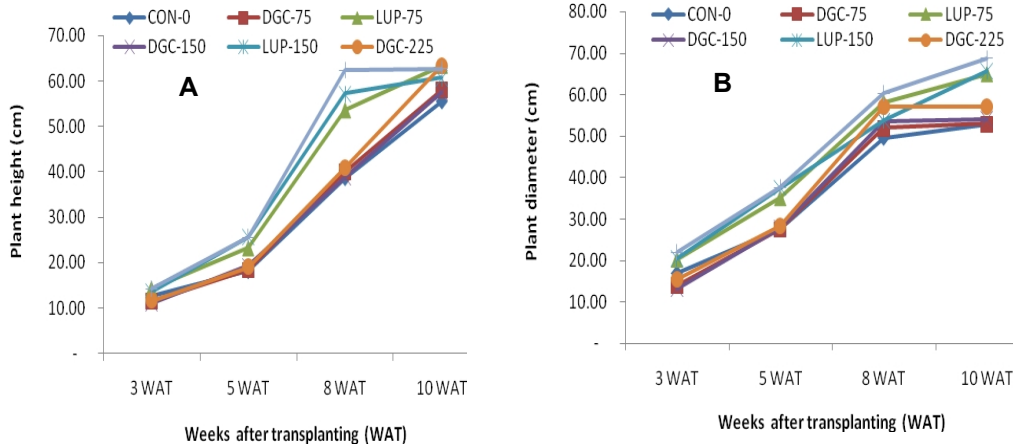 CON-0 DGC-75 LUP-75
DGC-150 LUP-150 DGC-225
A
Plant height (cm)
70.00
60.00
50.00
40.00
30.00
20.00
10.00
-
3 WAT 5 WAT 8 WAT 10 WAT
Weeks after transplanting (WAT)
CON-0 DGC-75 LUP-75
DGC-150 LUP-150 DGC-225
B
Plant diameter (cm)
80.00
70.00
60.00
50.00
40.00
30.00
20.00
10.00
-
3 WAT 5 WAT 8 WAT 10 WAT
Weeks after transplanting (WAT)